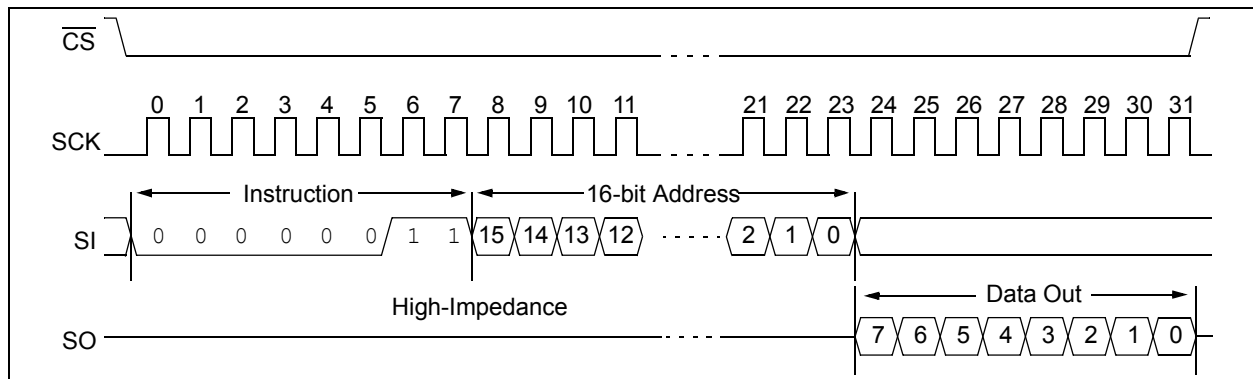 CS
0 1 2 3 4 5 6 7 8 9 10 11 21 22 23 24 25 26 27 28 29 30 31
SCK
Instruction 16-bit Address
SI 0 0 0 0 0 0 1 1 15 14 13 12 2 1 0
High-Impedance Data Out
SO 7 6 5 4 3 2 1 0